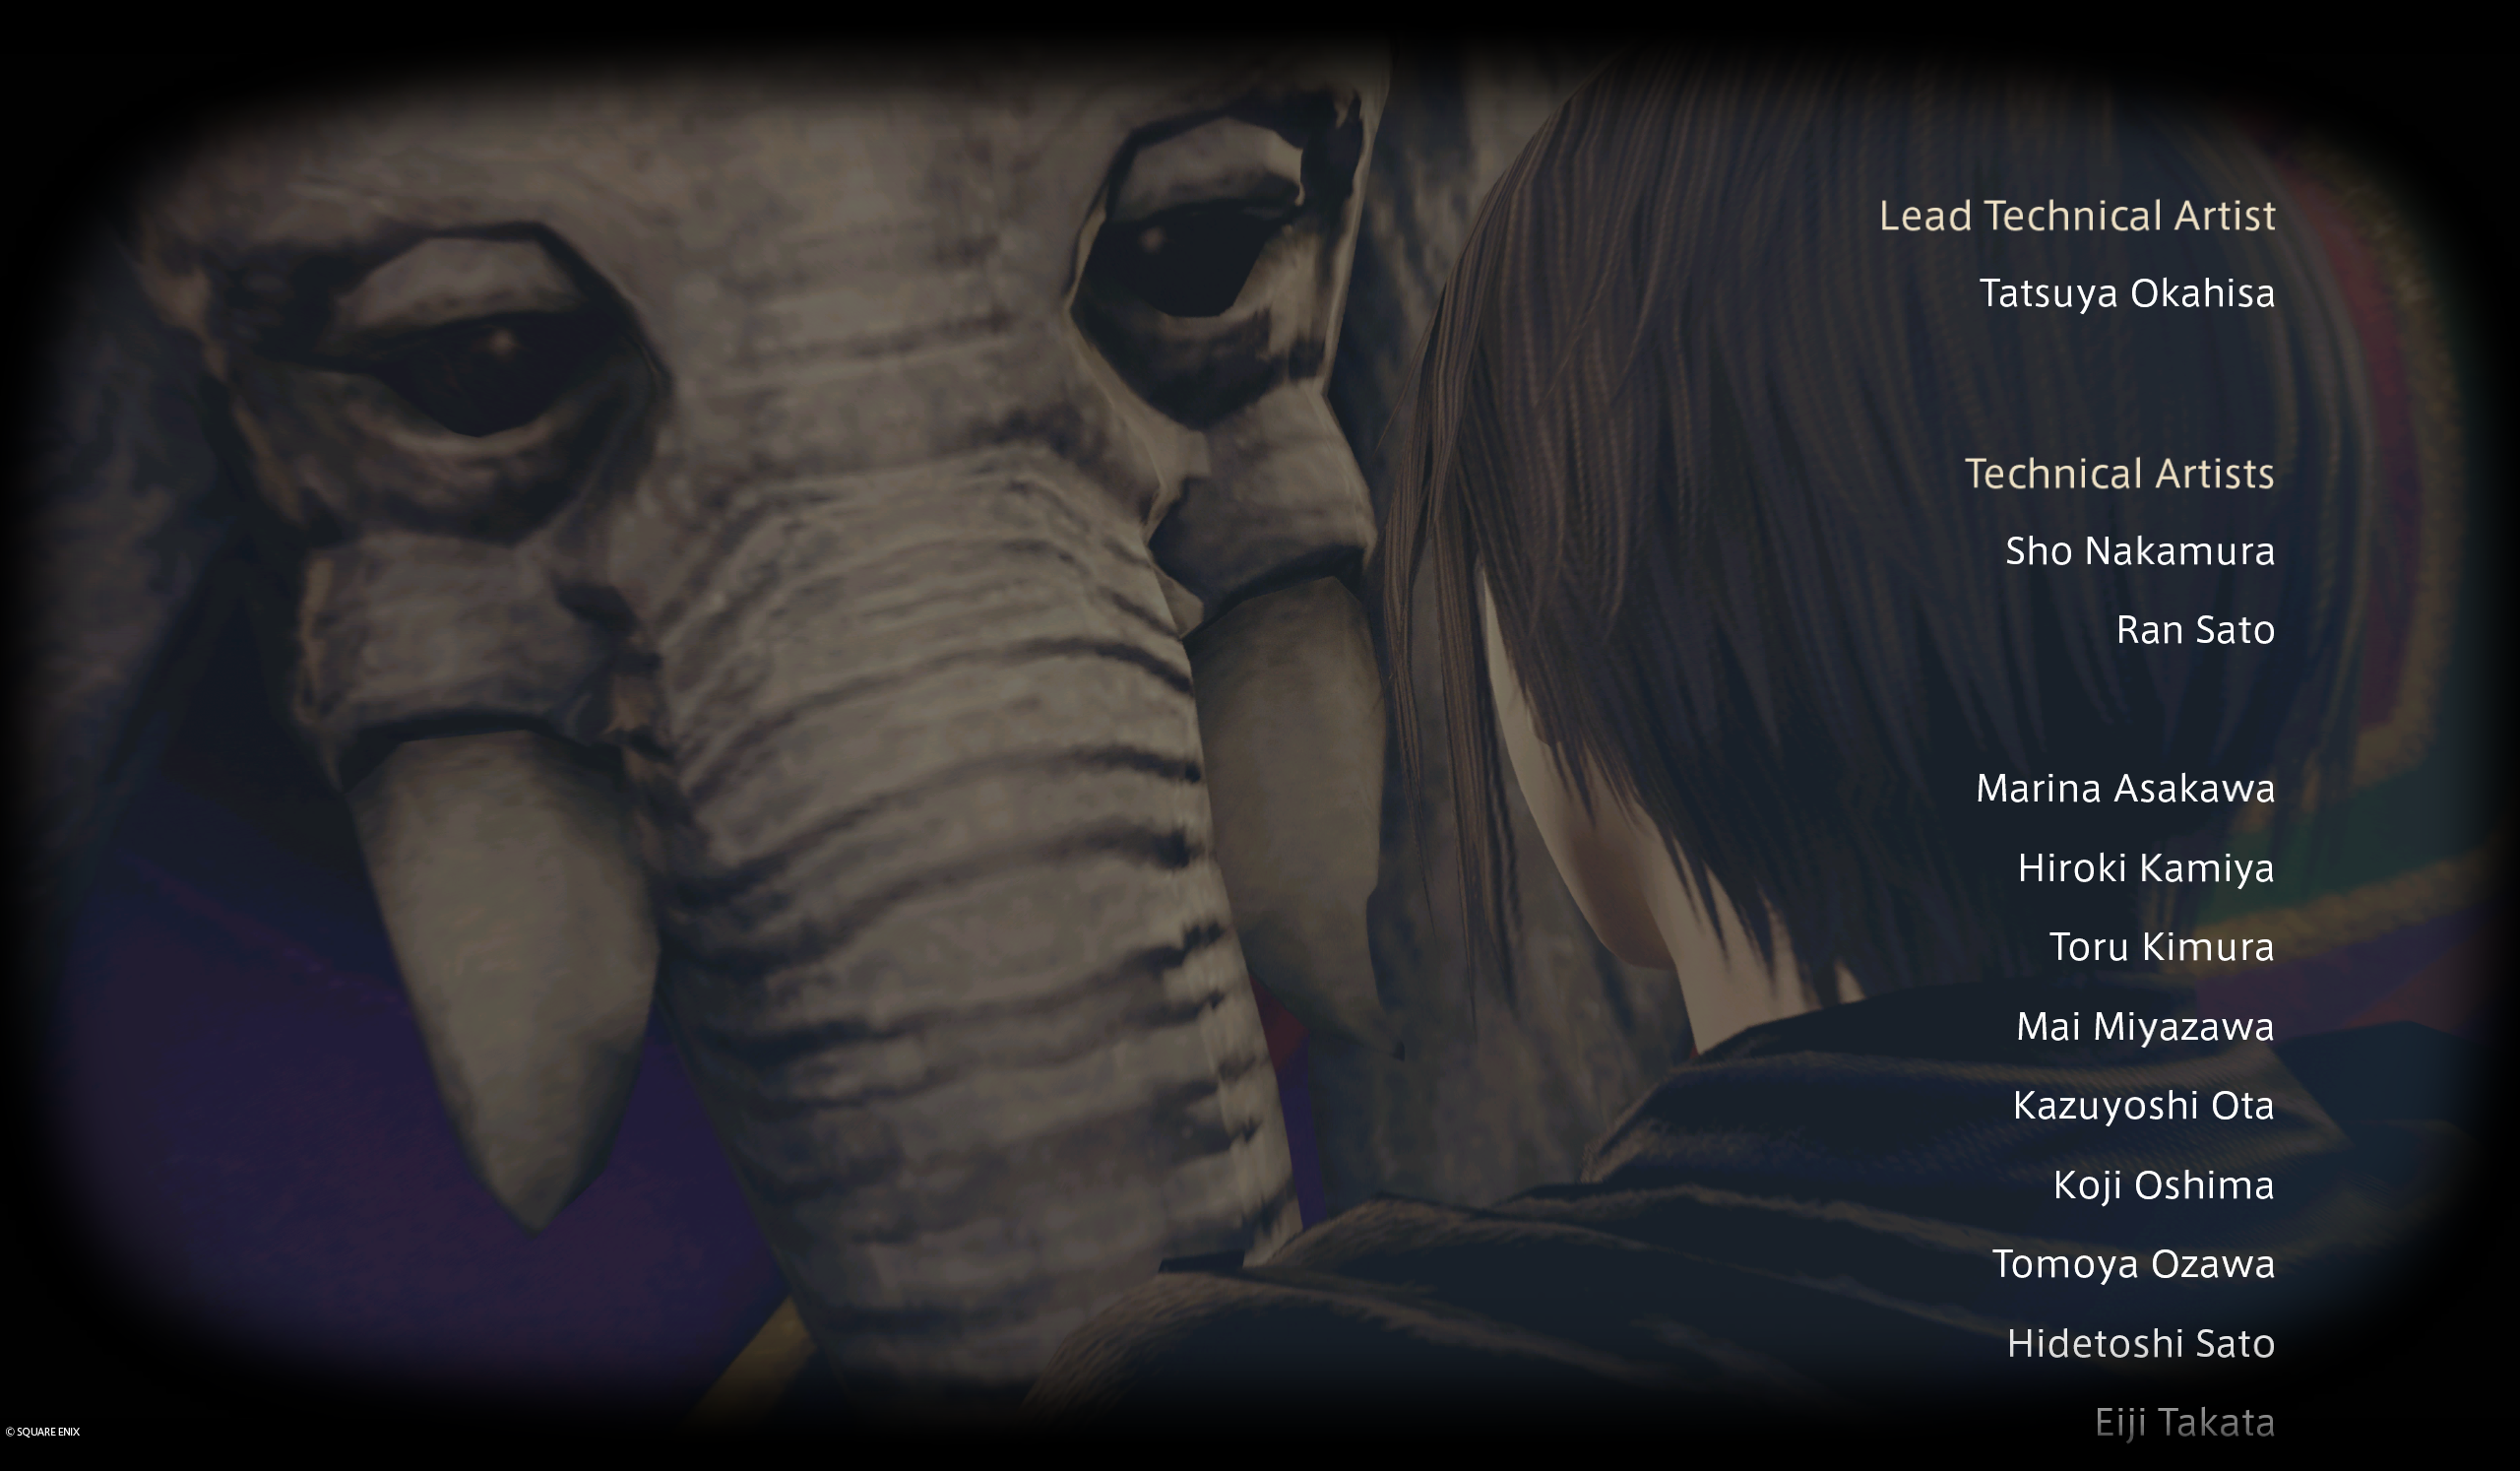 Lead Technical Artist
Tatsuya Okahisa
Technical Artists
Sho Nakamura
Ran Sato
Marina Asakawa
Hiroki Kamiya
Toru Kimura
Mai Miyazawa
Kazuyoshi Ota
Koji Oshima
Tomoya Ozawa
Hidetoshi Sato
Eiji Takata
© SQUARE ENIX